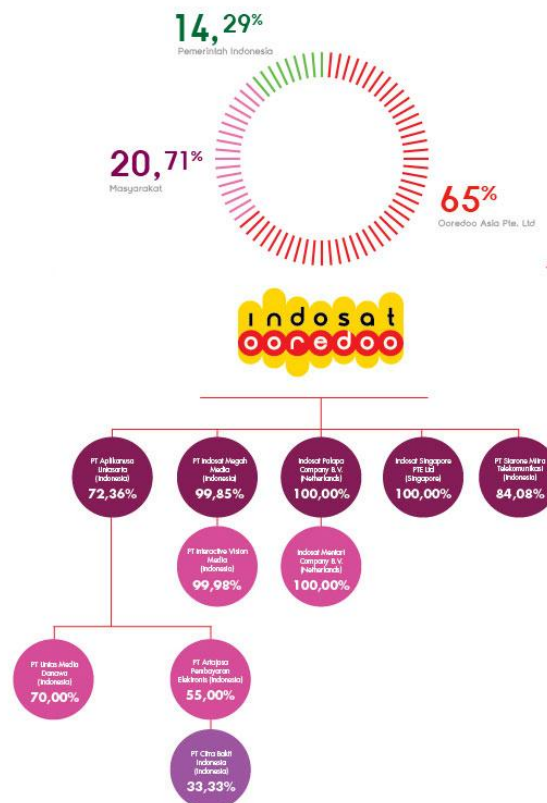 14,29%
Pemerintah Indonesia
20,71%
Masyarakat
65%
Ooredoo Asia Pte. Ltd
indosat
ooredoo
PT Aplikanusa
Lintasarta
(Indonesia)
72,36%
PT Indosat Mega
Media
(Indonesia)
99,85%
Indosat Palapa
Company B.V.
(Netherlands)
100,00%
Indosat Singapore
PTE Ltd
(Singapore)
100,00%
PT Starone Mitra
Telekomunikasi
(Indonesia)
84,08%
PT Interactive Vision
Media
(Indonesia)
99,98%
Indosat Mentari
Company B.V.
(Netherlands)
100,00%
PT Lintas Media
Danawa
(Indonesia)
70,00%
PT Artajasa
Pembayaran
Elektronis (Indonesia)
55,00%
PT Citra Bakti
Indonesia
(Indonesia)
33,33%